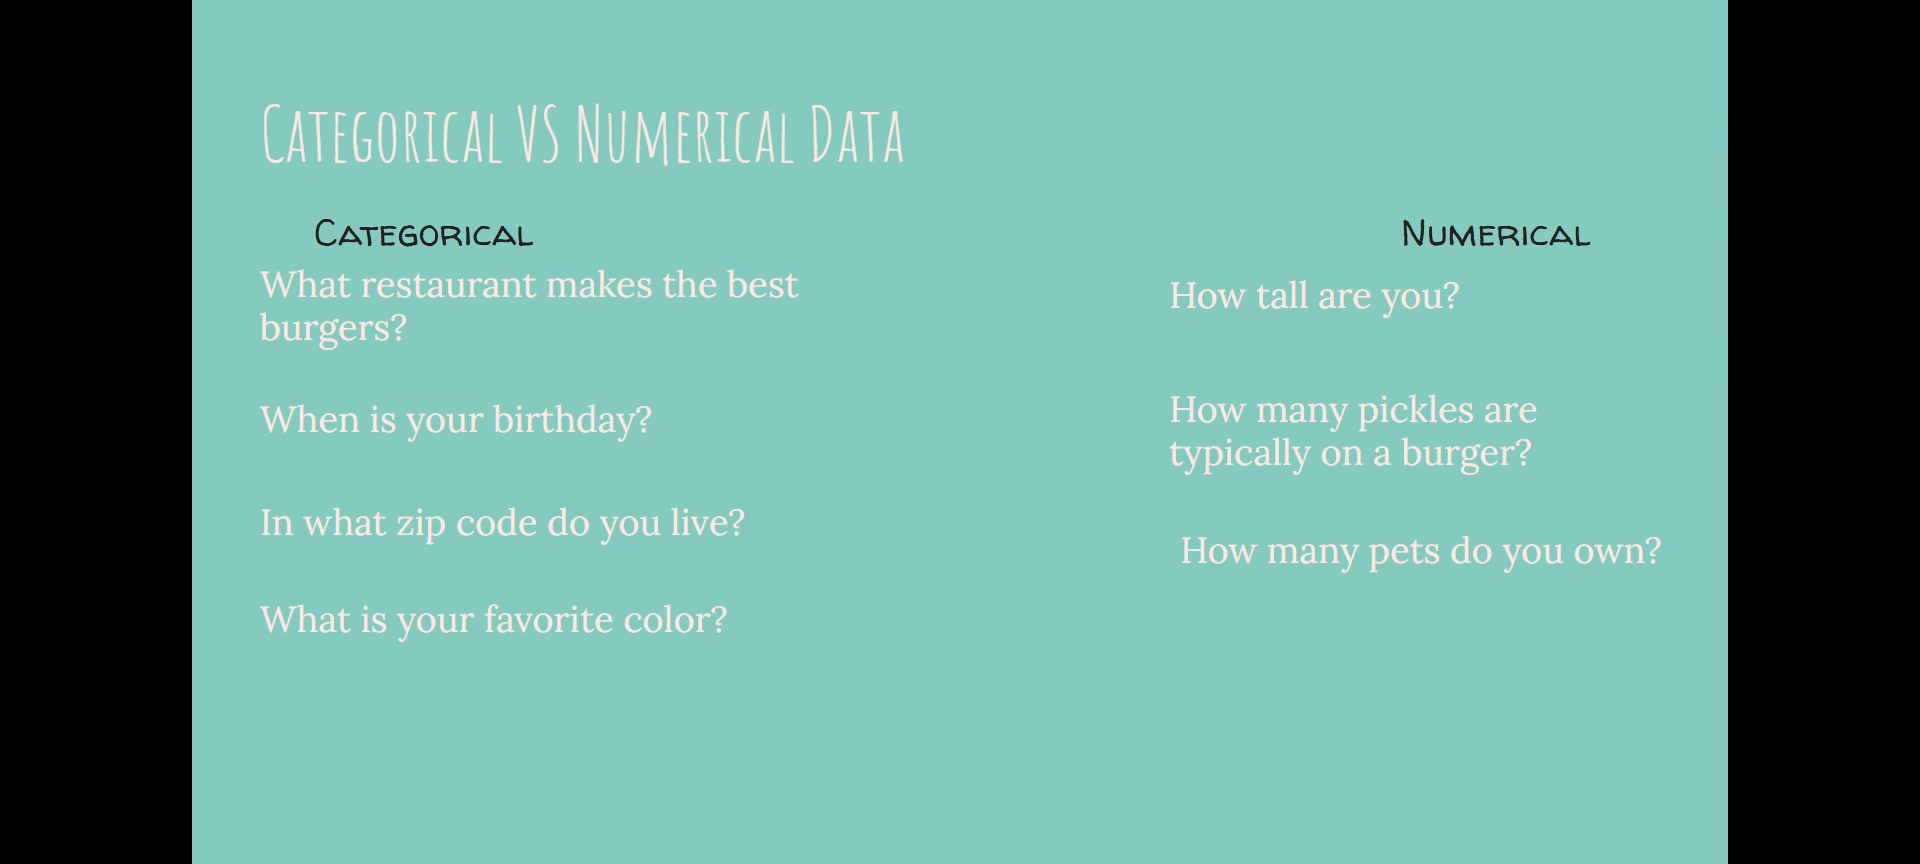 Categorical VS Numerical Data
Categorical
What restaurant makes the best
burgers?
When is your birthday?
In what zip code do you live?
What is your favorite color?
Numerical
How tall are you?
How many pickles are
typically on a burger?
How many pets do you own?